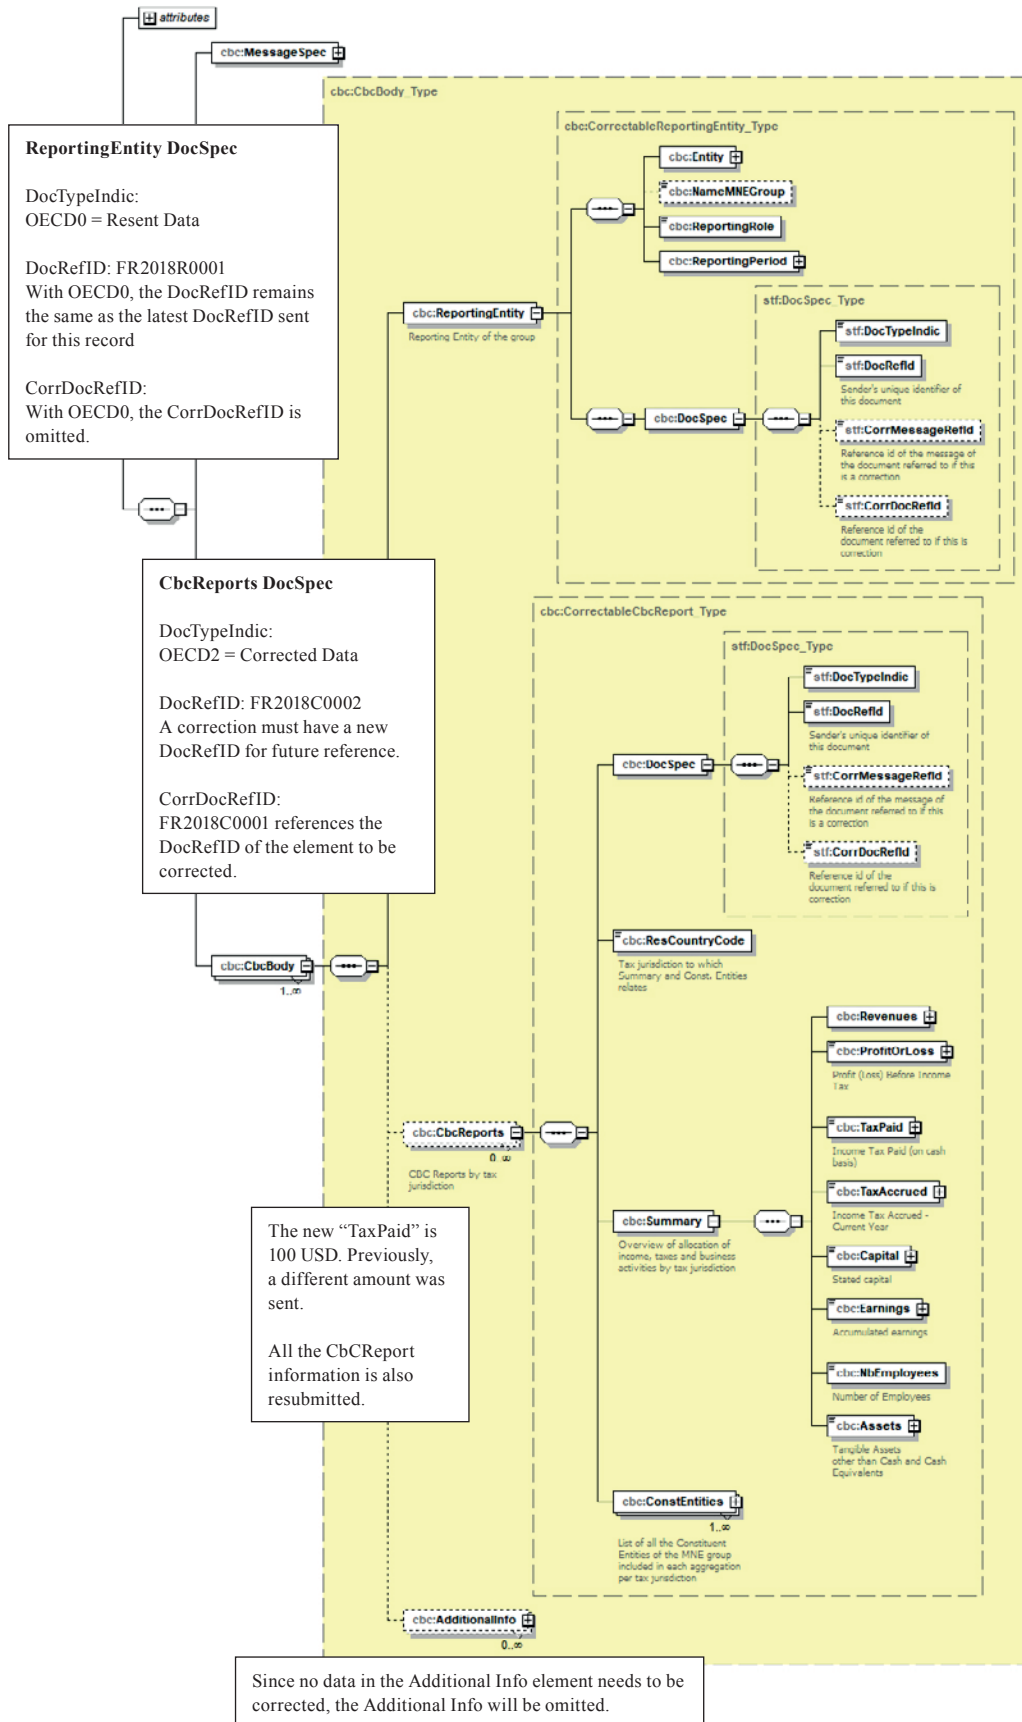 attributes
cbc:MessageSpec
cbc:CbcBody_Type
ReportingEntity DocSpec
DocTypeIndic:
OECD0 = Resent Data
DocRefID: FR2018R0001
With OECD0, the DocRefID remains
the same as the latest DocRefID sent
for this record
CorrDocRefID:
With OECD0, the CorrDocRefID is
omitted.
cbc:CorrectableReportingEntity_Type
cbc:Entity
cbc:NameMNEGroup
cbc:ReportingRole
cbc:ReportingPeriod
cbc:ReportingEntity
Reporting Entity of the group
stf:DocSpec_Type
stf:DocTypeIndic
stf:DocRefId
Sender's unique identifier of
this document
cbc:DocSpec
stf:CorrMessageRefId
Reference id of the message of
the document referred to if this
is a correction
stf:CorrDocRefId
Reference id of the
document referred to if this is
correction
CbcReports DocSpec
DocTypeIndic:
OECD2 = Corrected Data
DocRefID: FR2018C0002
A correction must have a new
DocRefID for future reference.
CorrDocRefID:
FR2018C0001 references the
DocRefID of the element to be
corrected.
cbc:CorrectableCbcReport_Type
stf:DocSpec_Type
stf:DocTypeIndic
stf:DocRefId
Sender's unique identifier of
this document
cbc:DocSpec
stf:CorrMessageRefId
Reference id of the message of
the document referred to if this
is a correction
stf:CorrDocRefId
Reference id of the
document referred to if this is
correction
cbc:ResCountryCode
Tax jurisdiction to which
Summary and Const. Entities
relates
cbc:CbcBody
1..∞
cbc:Revenues
cbc:ProfitOrLoss
Profit (Loss) Before Income
Tax
cbc:CbcReports
0..∞
CBC Reports by tax
jurisdiction
cbc:TaxPaid
Income Tax Paid (on cash
basis)
cbc:TaxAccrued
Income Tax Accrued -
Current Year
cbc:Summary
Overview of allocation of
income, taxes and business
activities by tax jurisdiction
cbc:Capital
Stated capital
cbc:Earnings
Accumulated earnings
cbc:NbEmployees
Number of Employees
cbc:Assets
Tangible Assets
other than Cash and Cash
Equivalents
The new “TaxPaid” is
100 USD. Previously,
a different amount was
sent.
All the CbCReport
information is also
resubmitted.
cbc:ConstEntities
1..∞
List of all the Constituent
Entities of the MNE group
included in each aggregation
per tax jurisdiction
cbc:AdditionalInfo
0..∞
Since no data in the Additional Info element needs to be
corrected, the Additional Info will be omitted.